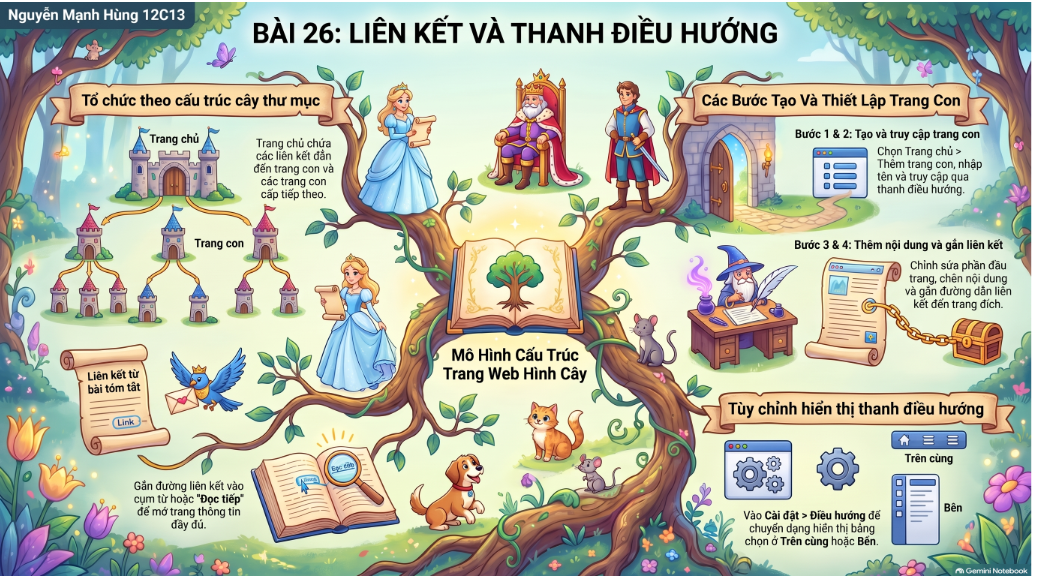 Nguyễn Mạnh Hùng 12C13
BÀI 26: LIÊN KẾT VÀ THANH ĐIỀU HƯỚNG
Tổ chức theo cấu trúc cây thư mục
Trang chủ
Trang chủ chứa
các liên kết dẫn
đến trang con và
các trang con
cấp tiếp theo.
Trang con
Liên kết từ
bài tóm tắt
Link
Đọc tiếp
Gắn đường liên kết vào
cụm từ hoặc "Đọc tiếp"
để mở trang thông tin
đầy đủ.
Mô Hình Cấu Trúc
Trang Web Hình Cây
Các Bước Tạo Và Thiết Lập Trang Con
Bước 1 & 2: Tạo và truy cập trang con
Chọn Trang chủ >
Thêm trang con, nhập
tên và truy cập qua
thanh điều hướng.
Bước 3 & 4: Thêm nội dung và gắn liên kết
Chỉnh sửa phần đầu
trang, chèn nội dung
và gắn đường dẫn liên
kết đến trang đích.
Tùy chỉnh hiển thị thanh điều hướng
Trên cùng
Bên
Vào Cài đặt > Điều hướng để
chuyển dạng hiển thị bảng
chọn ở Trên cùng hoặc Bên.
Gemini Notebook